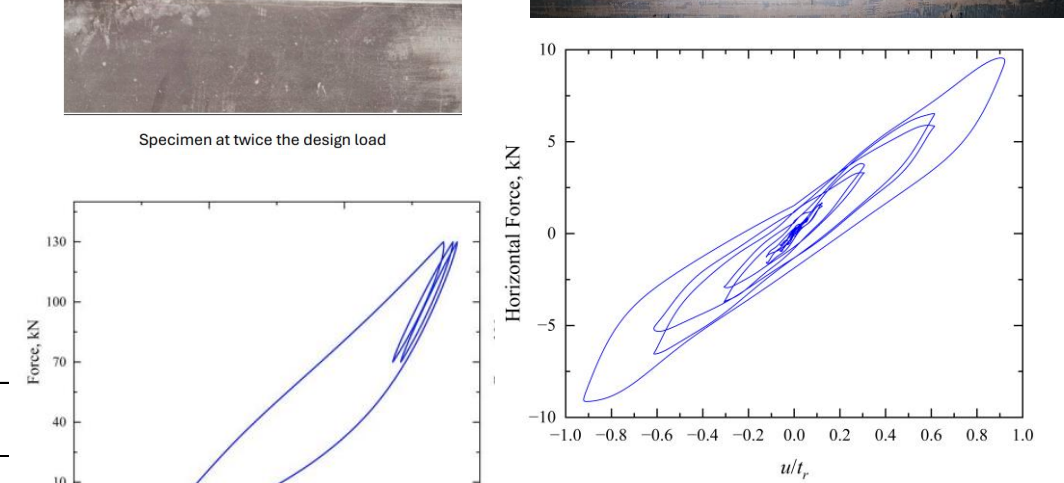 Specimen at twice the design load
130
100
70
40
10
Force, kN
10
5
0
−5
−10
Horizontal Force, kN
−1.0 −0.8 −0.6 −0.4 −0.2 0.0 0.2 0.4 0.6 0.8 1.0
u/tr